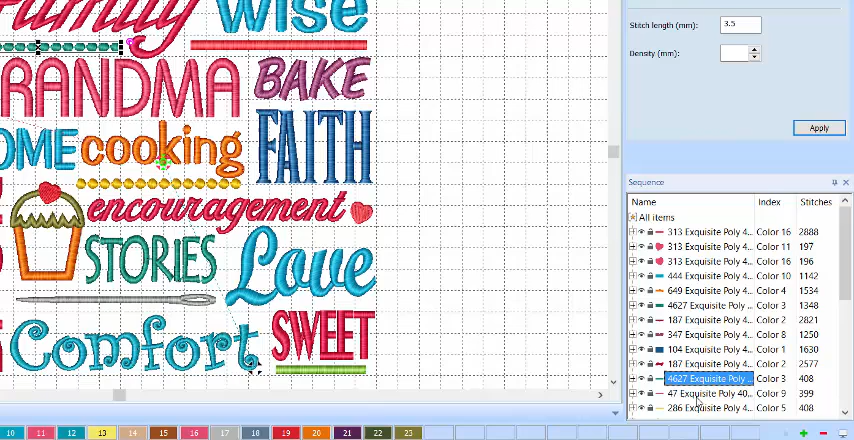 Family wise
Stitch length (mm): 3.5
Density (mm):
RANDMA BAKE
Apply
OME cooking FAITH
Sequence
Name Index Stitches
All items
encouragement
313 Exquisite Poly 4... Color 16 2888
313 Exquisite Poly 4... Color 11 197
STORIES Love
313 Exquisite Poly 4... Color 16 196
444 Exquisite Poly 4... Color 10 1142
649 Exquisite Poly 4... Color 4 1534
4627 Exquisite Poly ... Color 3 1348
Comfort SWEET
187 Exquisite Poly 4... Color 2 2821
347 Exquisite Poly 4... Color 8 1250
104 Exquisite Poly 4... Color 1 1630
187 Exquisite Poly 4... Color 2 2577
4627 Exquisite Poly ... Color 3 408
47 Exquisite Poly 40... Color 9 399
286 Exquisite Poly 4... Color 5 408
10 11 12 13 14 15 16 17 18 19 20 21 22 23